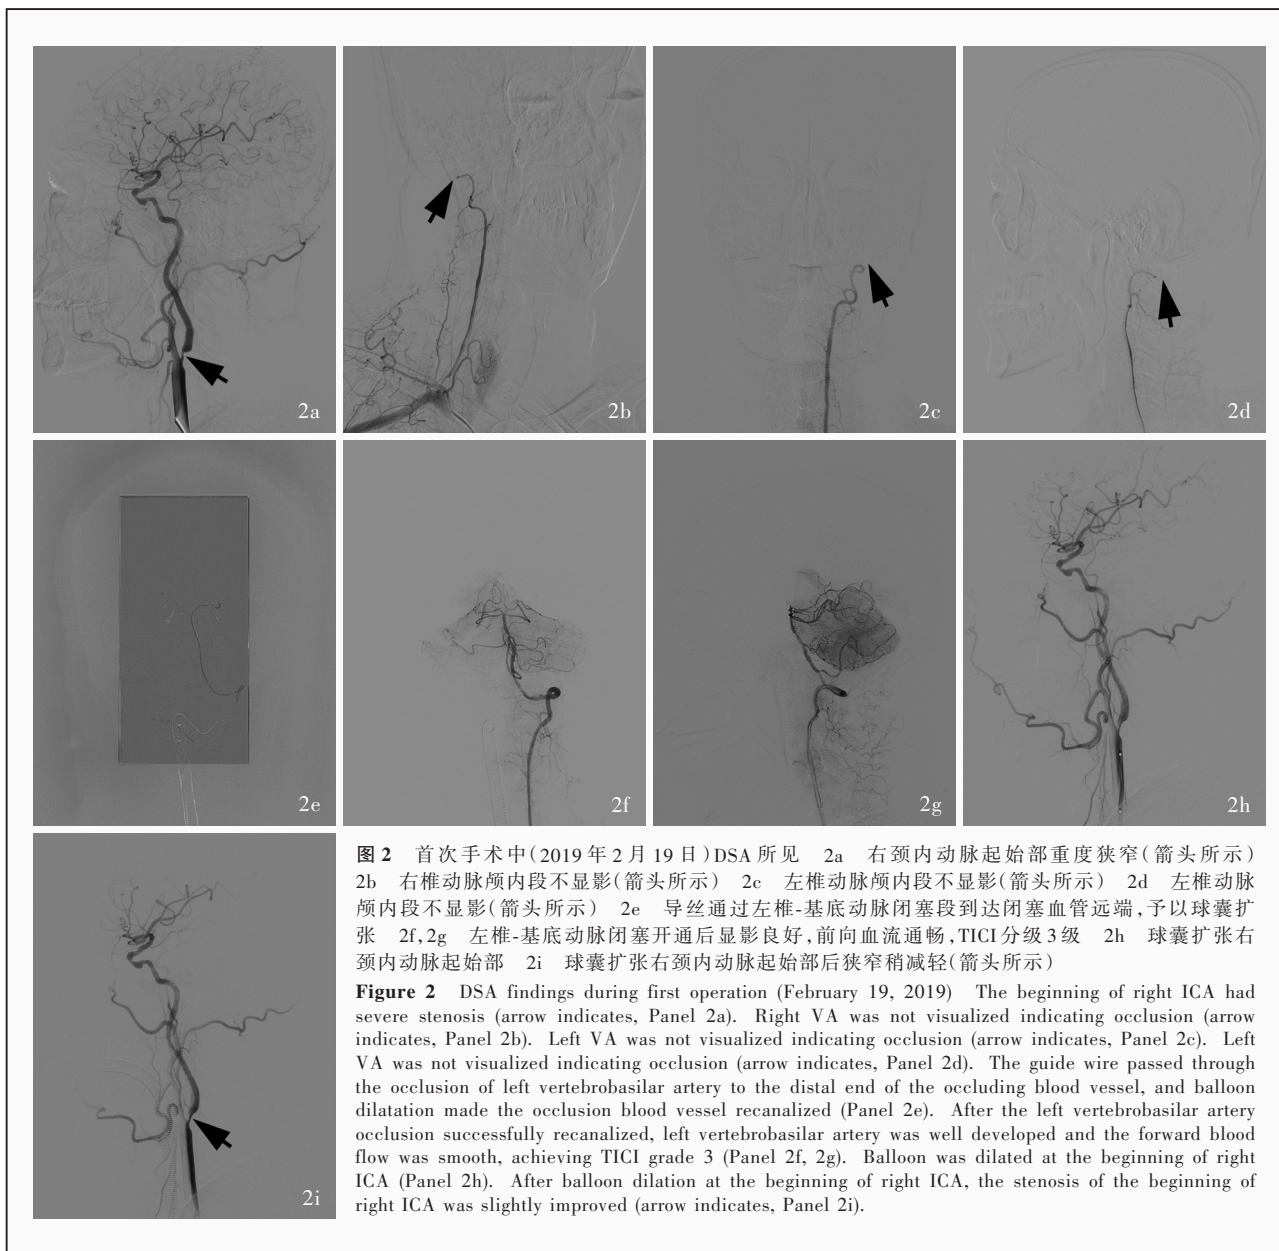 2a
2b
2c
2d
2e
2f
2g
2h
2i
图2 首次手术中(2019年2月19日)DSA所见 2a 右颈内动脉起始部重度狭窄(箭头所示)
2b 右椎动脉颅内段不显影(箭头所示) 2c 左椎动脉颅内段不显影(箭头所示) 2d 左椎动脉
颅内段不显影(箭头所示) 2e 导丝通过左椎-基底动脉闭塞段到达闭塞血管远端,予以球囊扩
张 2f,2g 左椎-基底动脉闭塞开通后显影良好,前向血流通畅,TICI分级3级 2h 球囊扩张右
颈内动脉起始部 2i 球囊扩张右颈内动脉起始部后狭窄稍减轻(箭头所示)
Figure 2 DSA findings during first operation (February 19, 2019) The beginning of right ICA had
severe stenosis (arrow indicates, Panel 2a). Right VA was not visualized indicating occlusion (arrow
indicates, Panel 2b). Left VA was not visualized indicating occlusion (arrow indicates, Panel 2c). Left
VA was not visualized indicating occlusion (arrow indicates, Panel 2d). The guide wire passed through
the occlusion of left vertebrobasilar artery to the distal end of the occluding blood vessel, and balloon
dilatation made the occlusion blood vessel recanalized (Panel 2e). After the left vertebrobasilar artery
occlusion successfully recanalized, left vertebrobasilar artery was well developed and the forward blood
flow was smooth, achieving TICI grade 3 (Panel 2f, 2g). Balloon was dilated at the beginning of right
ICA (Panel 2h). After balloon dilation at the beginning of right ICA, the stenosis of the beginning of
right ICA was slightly improved (arrow indicates, Panel 2i).